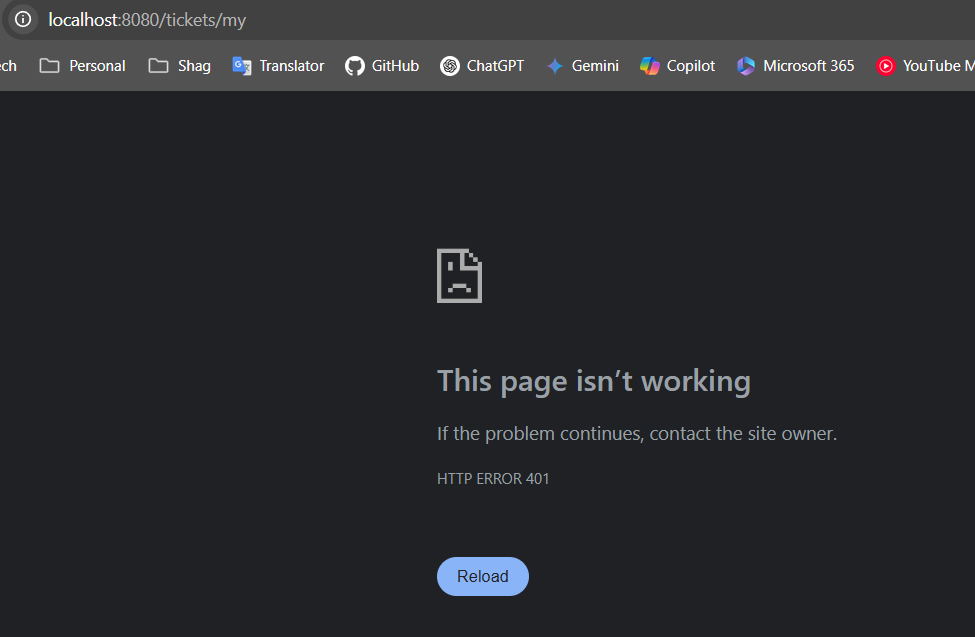 localhost:8080/tickets/my
ech Personal Shag Translator GitHub ChatGPT Gemini Copilot Microsoft 365 YouTube M
This page isn’t working
If the problem continues, contact the site owner.
HTTP ERROR 401
Reload